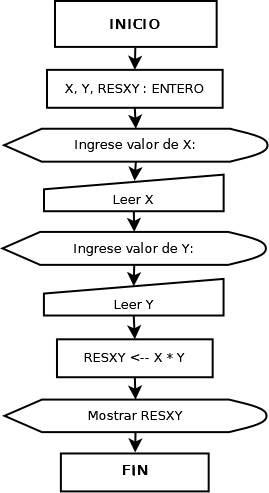 INICIO
X, Y, RESXY : ENTERO
Ingrese valor de X:
Leer X
Ingrese valor de Y:
Leer Y
RESXY <-- X * Y
Mostrar RESXY
FIN